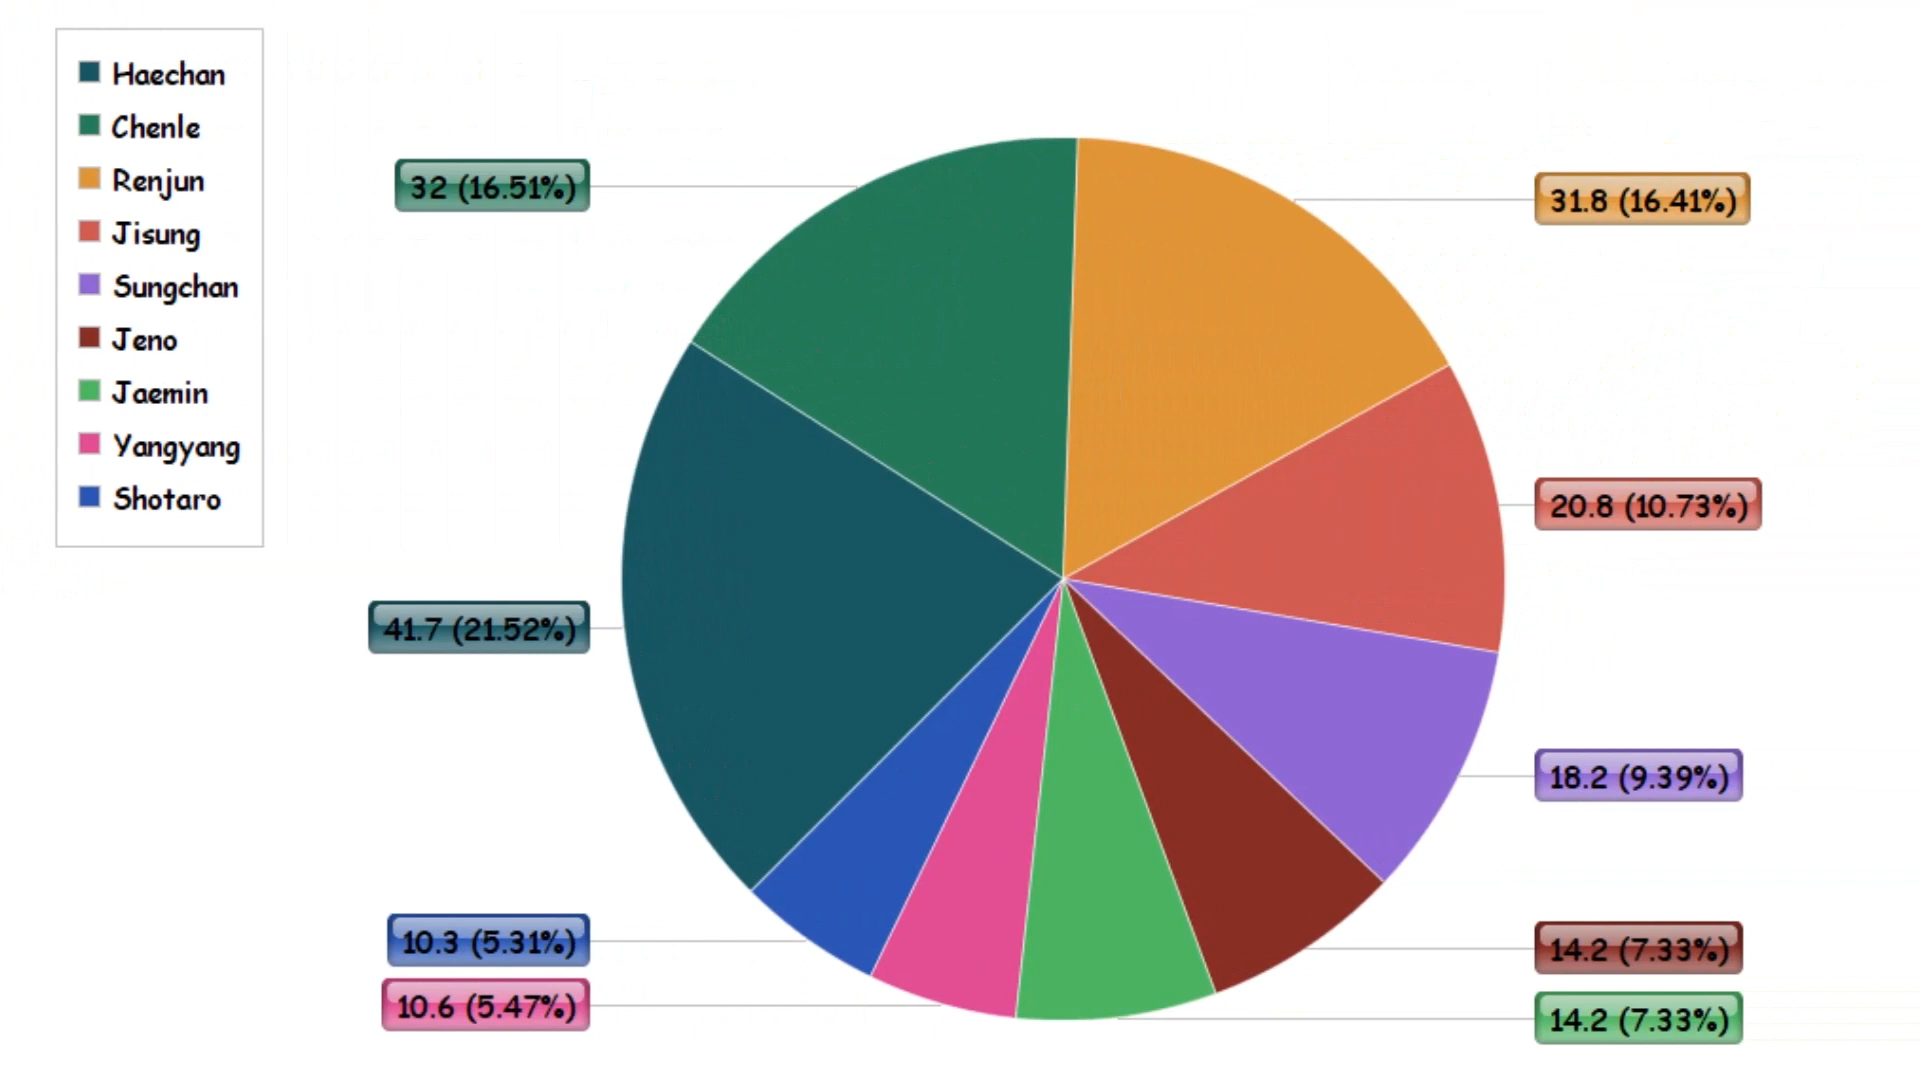 Haechan
Chenle
Renjun
Jisung
Sungchan
Jeno
Jaemin
Yangyang
Shotaro
32 (16.51%)
31.8 (16.41%)
20.8 (10.73%)
41.7 (21.52%)
18.2 (9.39%)
10.3 (5.31%)
14.2 (7.33%)
10.6 (5.47%)
14.2 (7.33%)